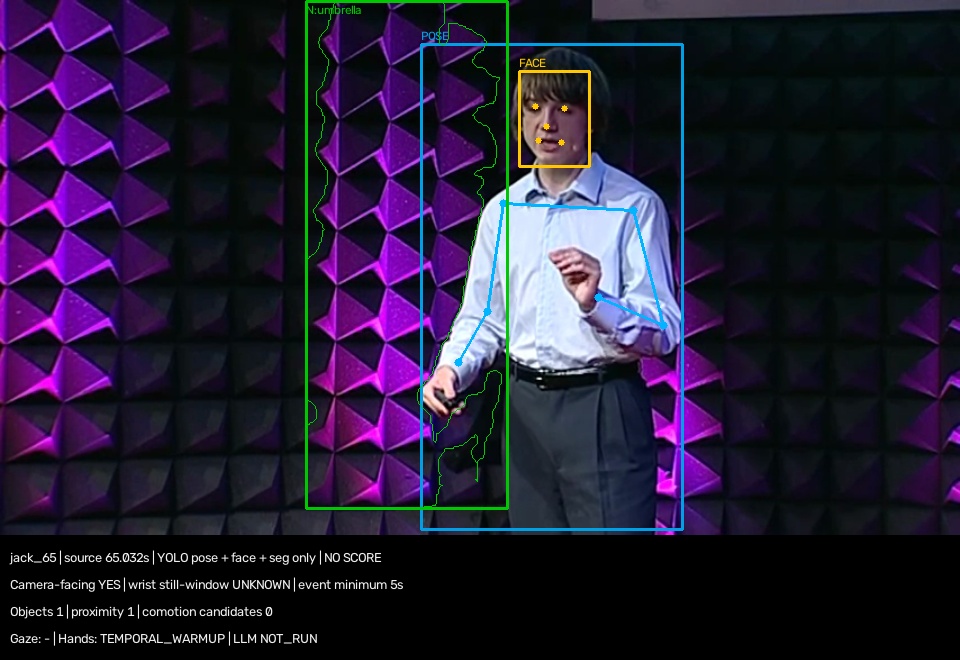 N:umbrella
POSE
FACE
jack_65 | source 65.032s | YOLO pose + face + seg only | NO SCORE
Camera-facing YES | wrist still-window UNKNOWN | event minimum 5s
Objects 1 | proximity 1 | comotion candidates 0
Gaze: - | Hands: TEMPORAL_WARMUP | LLM NOT_RUN